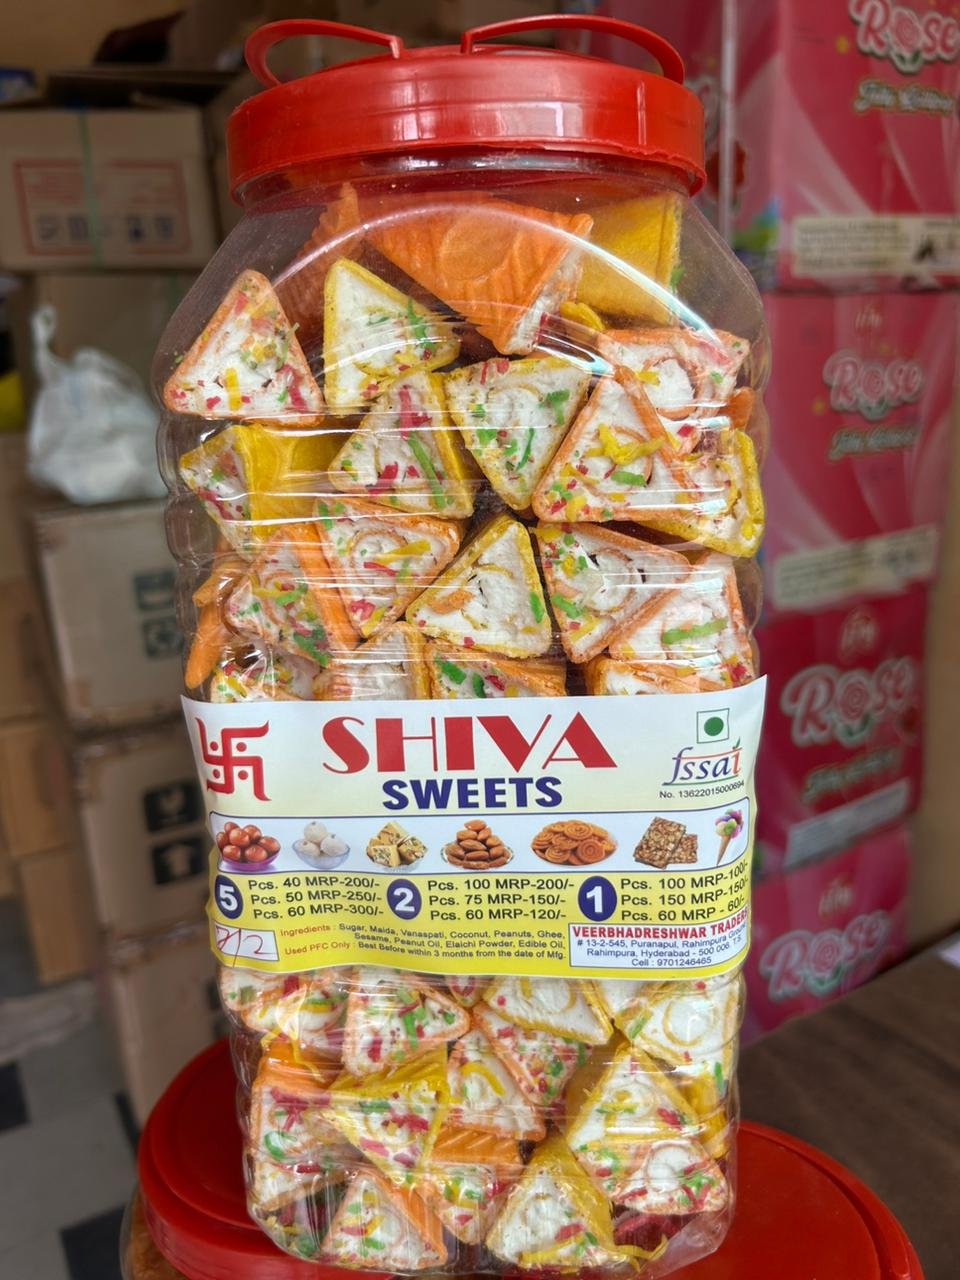 SHIVA
SWEETS
fssai
No. 13622015000694
5
Pcs. 40 MRP-200/-
Pcs. 50 MRP-250/-
Pcs. 60 MRP-300/-
2
Pcs. 100 MRP-200/-
Pcs. 75 MRP-150/-
Pcs. 60 MRP-120/-
1
Pcs. 100 MRP-100/-
Pcs. 150 MRP-150/-
Pcs. 60 MRP - 60/-
Ingredients : Sugar, Maida, Vanaspati, Coconut, Peanuts, Ghee,
Sesame, Peanut Oil, Elaichi Powder, Edible Oil,
Used PFC Only : Best Before within 3 months from the date of Mfg.
VEERBHADRESHWAR TRADERS
# 13-2-545, Puranapul, Rahimpura Ground
Rahimpura, Hyderabad - 500 006. T.S.
Cell : 9701246465
Rose
Rose
Rose
Rose